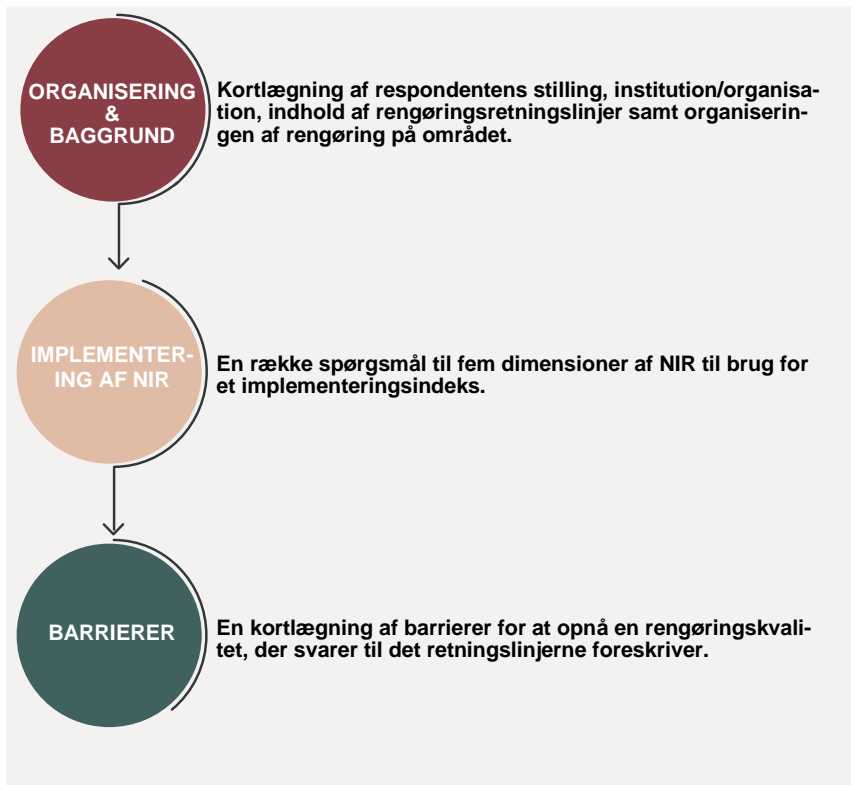 ORGANISERING
&
BAGGRUND
Kortlægning af respondentens stilling, institution/organisa-
tion, indhold af rengøringsretningslinjer samt organiserin-
gen af rengøring på området.
IMPLEMENTER-
ING AF NIR
En række spørgsmål til fem dimensioner af NIR til brug for
et implementeringsindeks.
BARRIERER
En kortlægning af barrierer for at opnå en rengøringskvali-
tet, der svarer til det retningslinjerne foreskriver.